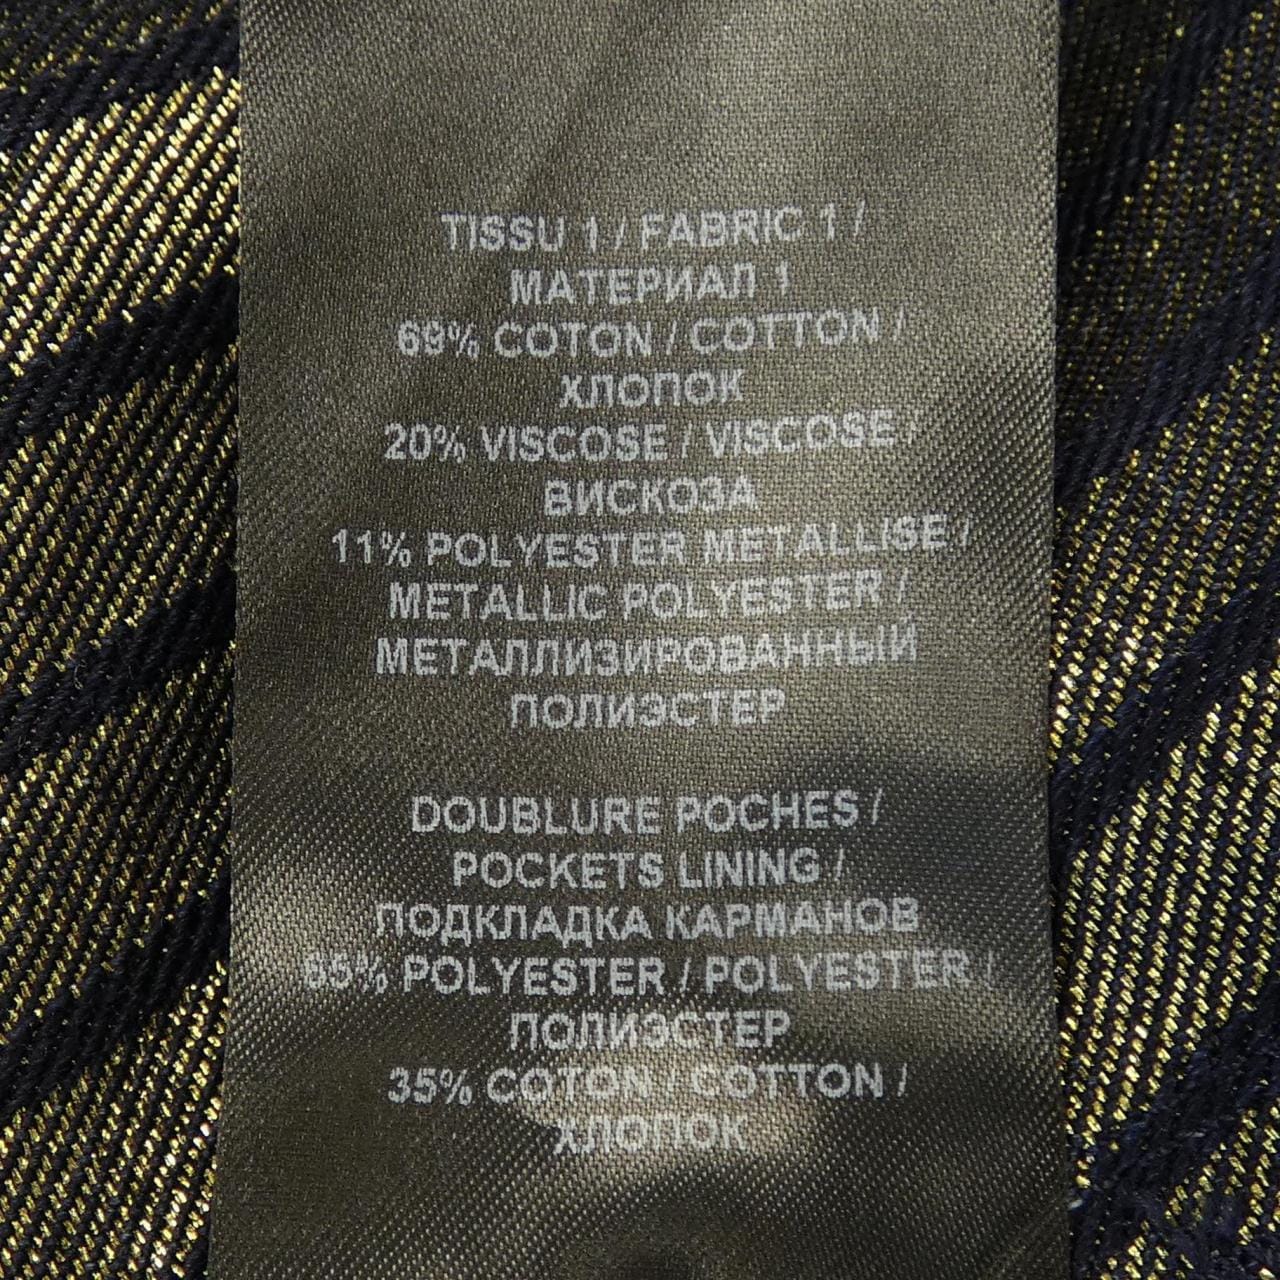 TISSU 1 / FABRIC 1 /
МАТЕРИАЛ 1
69% COTON / COTTON /
ХЛОПОК
20% VISCOSE / VISCOSE /
ВИСКОЗА
11% POLYESTER METALLISE /
METALLIC POLYESTER /
МЕТАЛЛИЗИРОВАННЫЙ
ПОЛИЭСТЕР
DOUBLURE POCHES /
POCKETS LINING /
ПОДКЛАДКА КАРМАНОВ
65% POLYESTER / POLYESTER /
ПОЛИЭСТЕР
35% COTON / COTTON /
ХЛОПОК